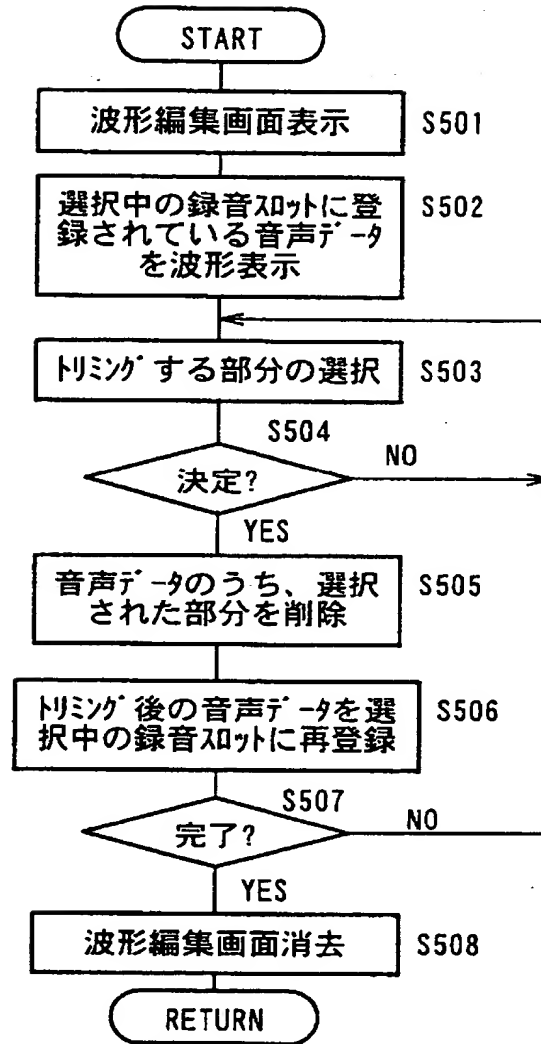 START
波形編集画面表示 S501
選択中の録音スロットに登 S502
録されている音声データ
を波形表示
トリミングする部分の選択 S503
S504
決定? NO
YES
音声データのうち、選択 S505
された部分を削除
トリミング後の音声データを選 S506
択中の録音スロットに再登録
S507
完了? NO
YES
波形編集画面消去 S508
RETURN